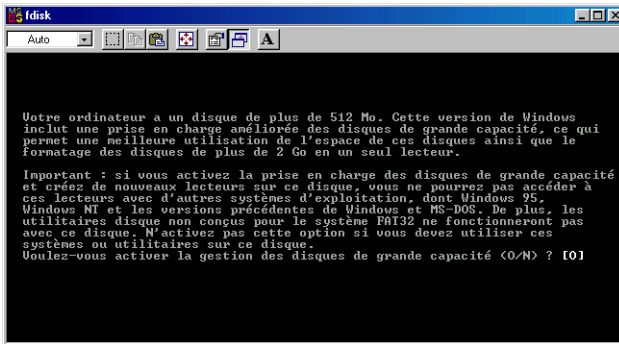 fdisk
Auto
A
Votre ordinateur a un disque de plus de 512 Mo. Cette version de Windows
inclut une prise en charge améliorée des disques de grande capacité, ce qui
permet une meilleure utilisation de l'espace de ces disques ainsi que le
formatage des disques de plus de 2 Go en un seul lecteur.
Important : si vous activez la prise en charge des disques de grande capacité
et créez de nouveaux lecteurs sur ce disque, vous ne pourrez pas accéder à
ces lecteurs avec d'autres systèmes d'exploitation, dont Windows 95,
Windows NT et les versions précédentes de Windows et MS-DOS. De plus, les
utilitaires disque non conçus pour le système FAT32 ne fonctionneront pas
avec ce disque. N'activez pas cette option si vous devez utiliser ces
systèmes ou utilitaires sur ce disque.
Voulez-vous activer la gestion des disques de grande capacité (O/N) ? [O]